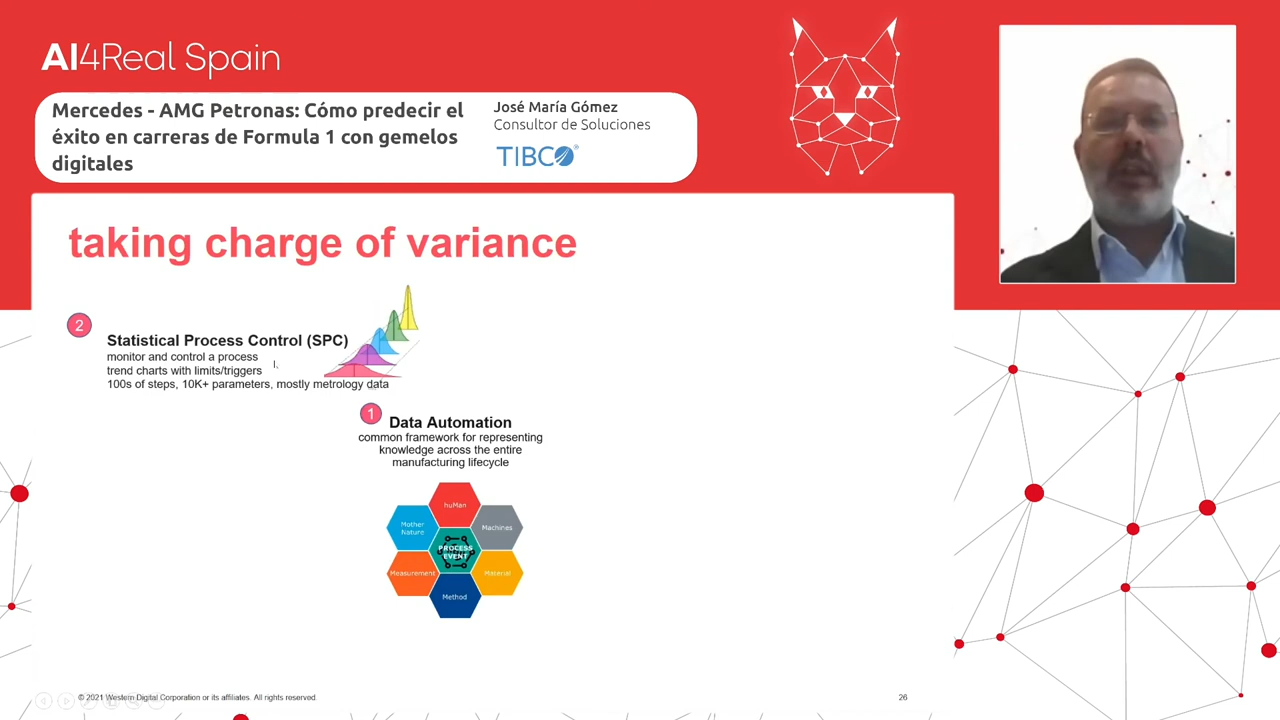 AI4Real Spain
Mercedes - AMG Petronas: Cómo predecir el
éxito en carreras de Formula 1 con gemelos
digitales
José María Gómez
Consultor de Soluciones
TIBCO®
taking charge of variance
2
Statistical Process Control (SPC)
monitor and control a process
trend charts with limits/triggers
100s of steps, 10K+ parameters, mostly metrology data
1
Data Automation
common framework for representing
knowledge across the entire
manufacturing lifecycle
huMan
Mother
Nature
Machines
PROCESS
EVENT
Measurement
Material
Method
© 2021 Western Digital Corporation or its affiliates. All rights reserved.
26